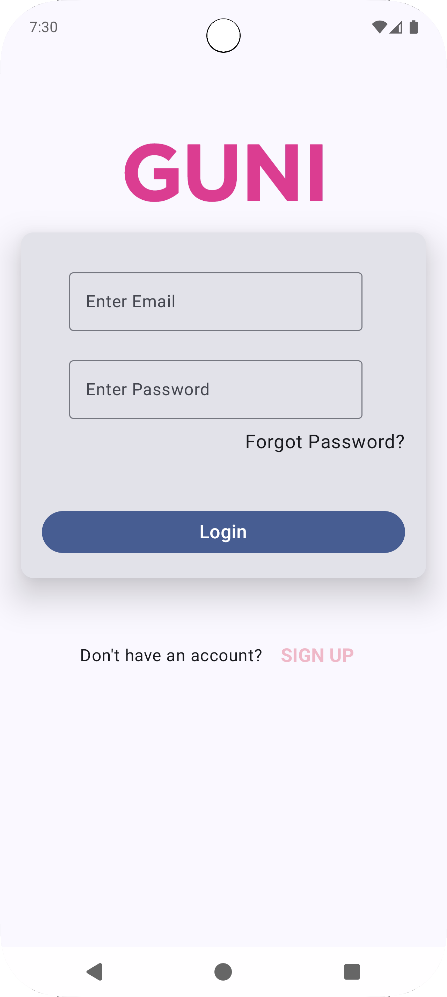 7:30
GUNI
Enter Email
Enter Password
Forgot Password?
Login
Don't have an account? SIGN UP